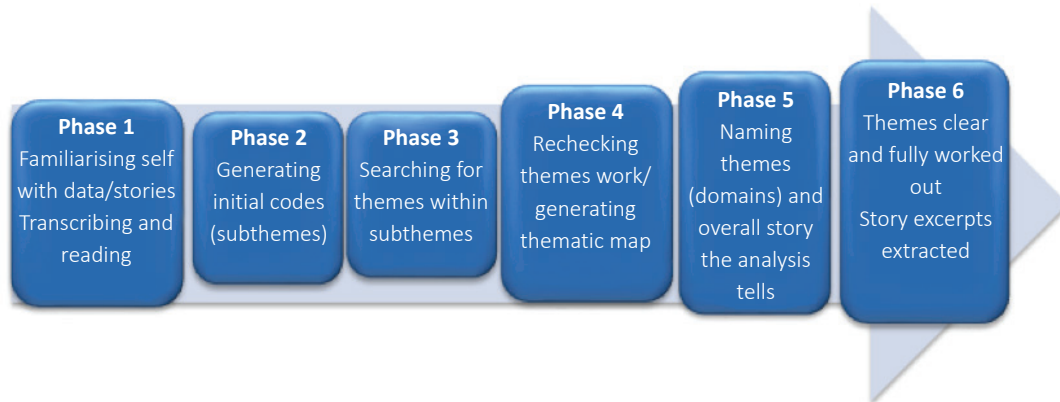 Phase 1
Familiarising self
with data/stories
Transcribing and
reading
Phase 2
Generating
initial codes
(subthemes)
Phase 3
Searching for
themes within
subthemes
Phase 4
Rechecking
themes work/
generating
thematic map
Phase 5
Naming
themes
(domains) and
overall story
the analysis
tells
Phase 6
Themes clear
and fully worked
out
Story excerpts
extracted